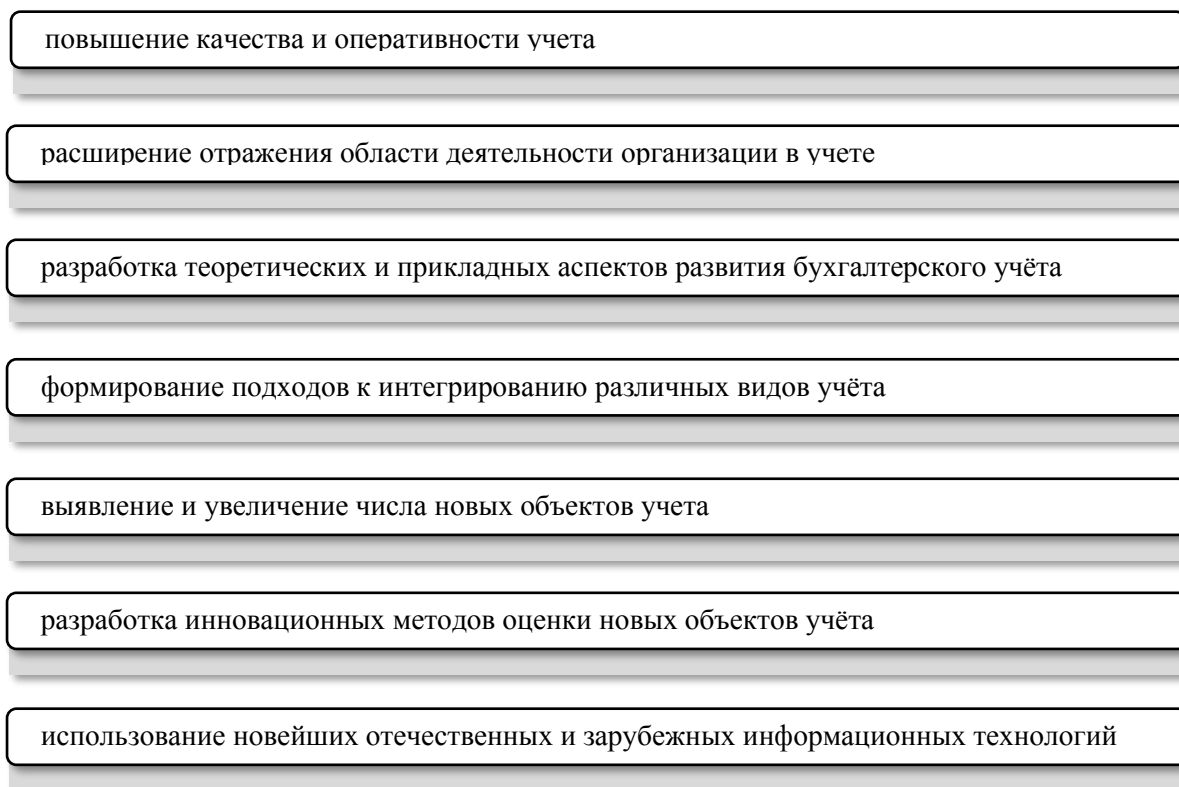 повышение качества и оперативности учета
расширение отражения области деятельности организации в учете
разработка теоретических и прикладных аспектов развития бухгалтерского учёта
формирование подходов к интегрированию различных видов учёта
выявление и увеличение числа новых объектов учета
разработка инновационных методов оценки новых объектов учёта
использование новейших отечественных и зарубежных информационных технологий